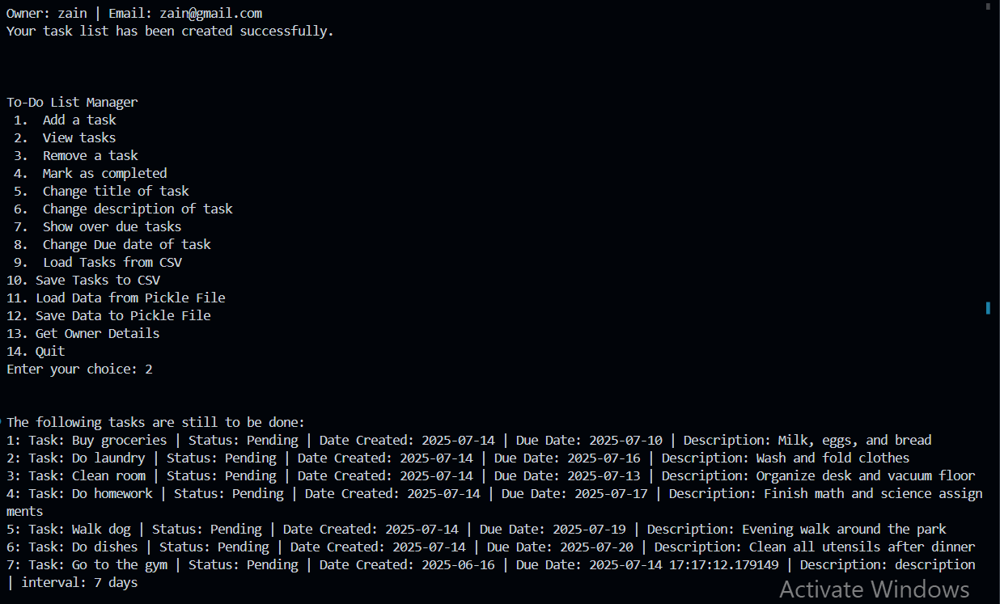 Owner: zain | Email: zain@gmail.com
Your task list has been created successfully.
To-Do List Manager
1. Add a task
2. View tasks
3. Remove a task
4. Mark as completed
5. Change title of task
6. Change description of task
7. Show over due tasks
8. Change Due date of task
9. Load Tasks from CSV
10. Save Tasks to CSV
11. Load Data from Pickle File
12. Save Data to Pickle File
13. Get Owner Details
14. Quit
Enter your choice: 2
The following tasks are still to be done:
1: Task: Buy groceries | Status: Pending | Date Created: 2025-07-14 | Due Date: 2025-07-10 | Description: Milk, eggs, and bread
2: Task: Do laundry | Status: Pending | Date Created: 2025-07-14 | Due Date: 2025-07-16 | Description: Wash and fold clothes
3: Task: Clean room | Status: Pending | Date Created: 2025-07-14 | Due Date: 2025-07-13 | Description: Organize desk and vacuum floor
4: Task: Do homework | Status: Pending | Date Created: 2025-07-14 | Due Date: 2025-07-17 | Description: Finish math and science assign
ments
5: Task: Walk dog | Status: Pending | Date Created: 2025-07-14 | Due Date: 2025-07-19 | Description: Evening walk around the park
6: Task: Do dishes | Status: Pending | Date Created: 2025-07-14 | Due Date: 2025-07-20 | Description: Clean all utensils after dinner
7: Task: Go to the gym | Status: Pending | Date Created: 2025-06-16 | Due Date: 2025-07-14 17:17:12.179149 | Description: description
| interval: 7 days
Activate Windows